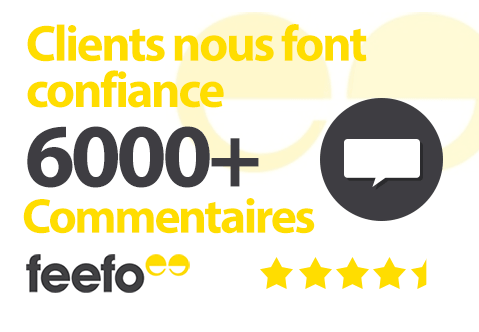 Clients nous font
confiance
6000+
Commentaires
feefo